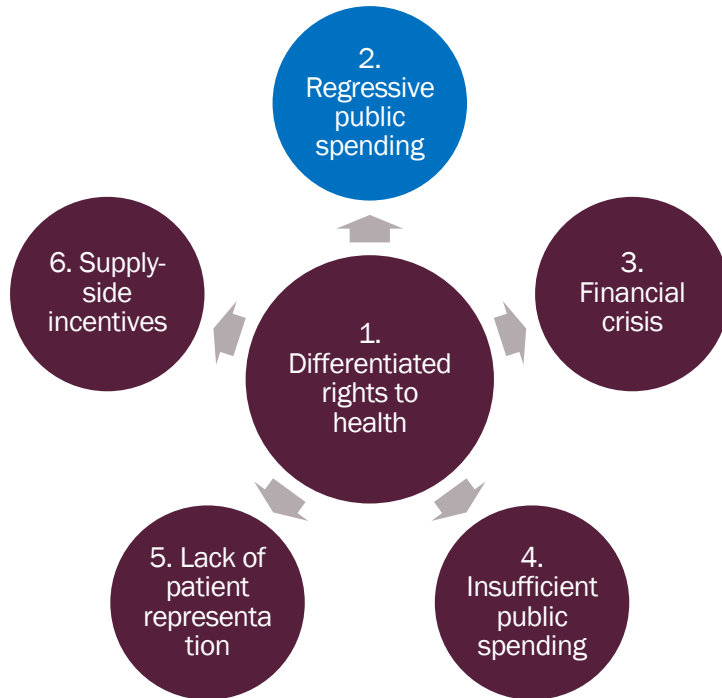 2.
Regressive
public
spending
6. Supply-
side
incentives
3.
Financial
crisis
1.
Differentiated
rights to
health
5. Lack of
patient
representa
tion
4.
Insufficient
public
spending